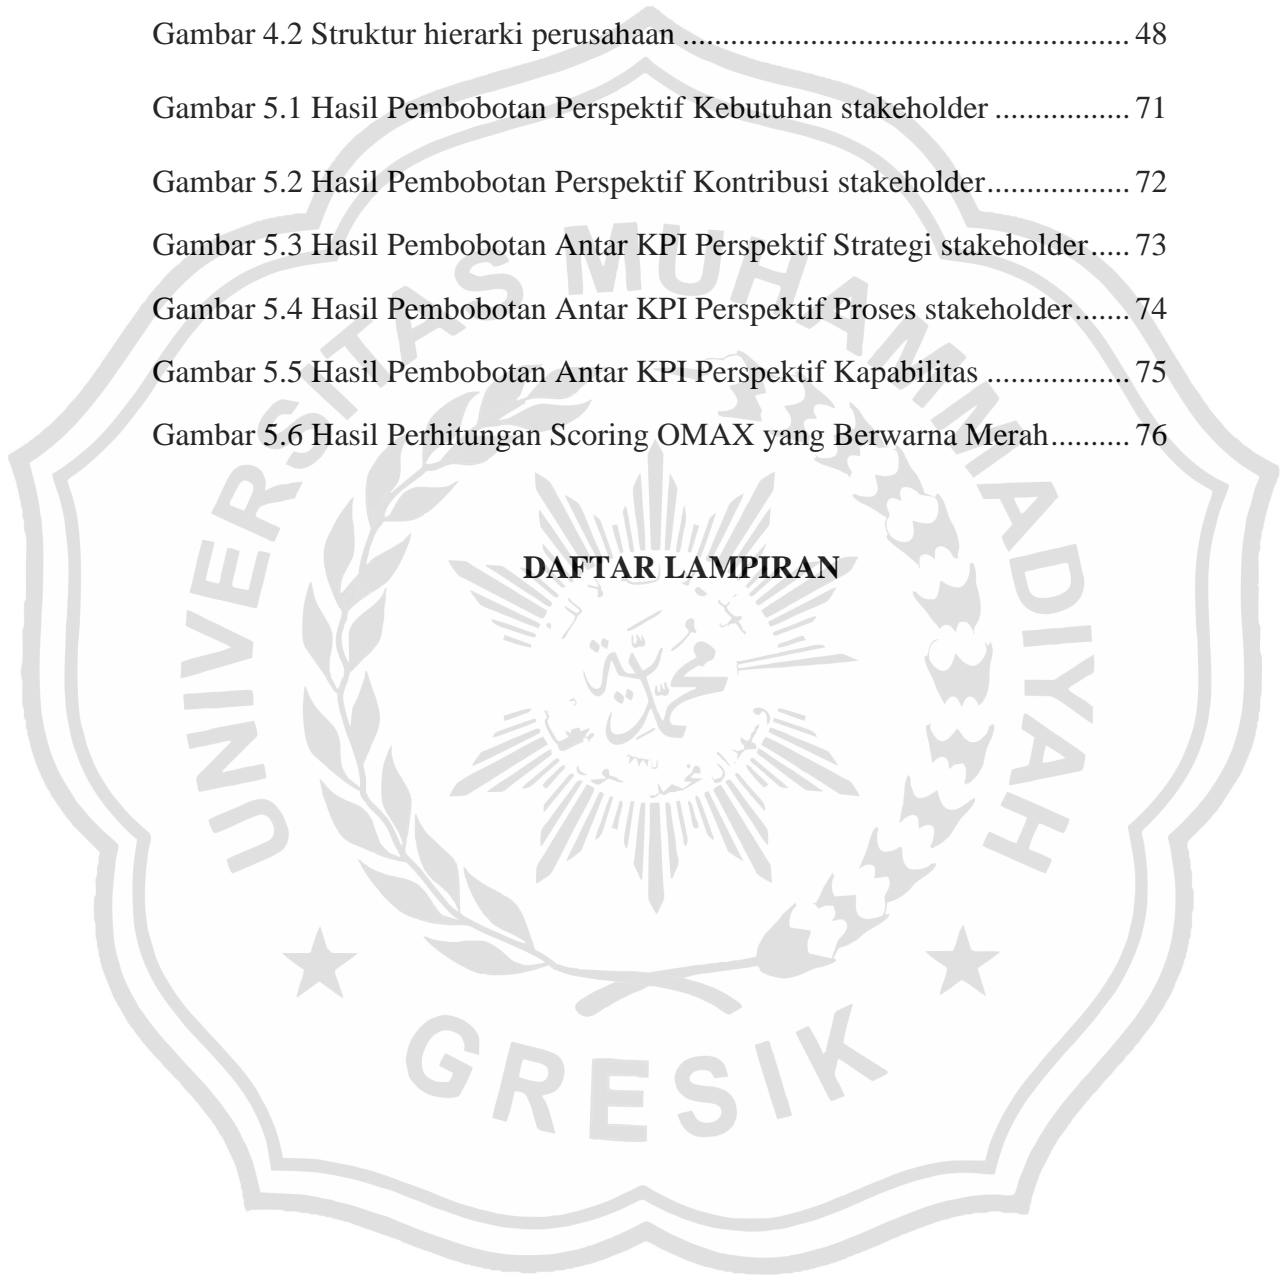 Gambar 4.2 Struktur hierarki perusahaan ........................................................ 48
Gambar 5.1 Hasil Pembobotan Perspektif Kebutuhan stakeholder ................. 71
Gambar 5.2 Hasil Pembobotan Perspektif Kontribusi stakeholder.................. 72
Gambar 5.3 Hasil Pembobotan Antar KPI Perspektif Strategi stakeholder..... 73
Gambar 5.4 Hasil Pembobotan Antar KPI Perspektif Proses stakeholder....... 74
Gambar 5.5 Hasil Pembobotan Antar KPI Perspektif Kapabilitas .................. 75
Gambar 5.6 Hasil Perhitungan Scoring OMAX yang Berwarna Merah.......... 76
DAFTAR LAMPIRAN
UNIVERSITAS MUHAMMADIYAH
محمدية
GRESIK